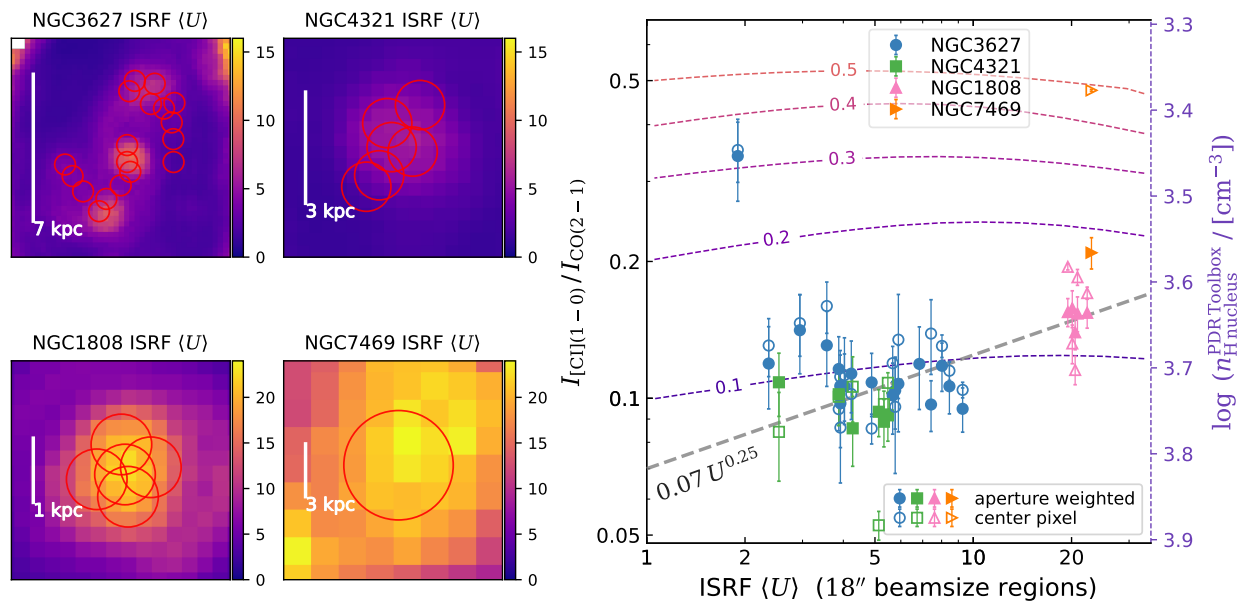 NGC3627 ISRF ⟨U⟩
15
10
5
0
7 kpc
NGC4321 ISRF ⟨U⟩
15
10
5
0
3 kpc
NGC1808 ISRF ⟨U⟩
20
15
10
5
0
1 kpc
NGC7469 ISRF ⟨U⟩
20
15
10
5
0
3 kpc
I[CI](1−0) / ICO(2−1)
0.5
0.2
0.1
0.05
NGC3627
NGC4321
NGC1808
NGC7469
0.5
0.4
0.3
0.2
0.1
0.07 U^0.25
aperture weighted
center pixel
1
2
5
10
20
ISRF ⟨U⟩ (18″ beamsize regions)
3.3
3.4
3.5
3.6
3.7
3.8
3.9
log (n^PDRToolbox_H nucleus / [cm−3])